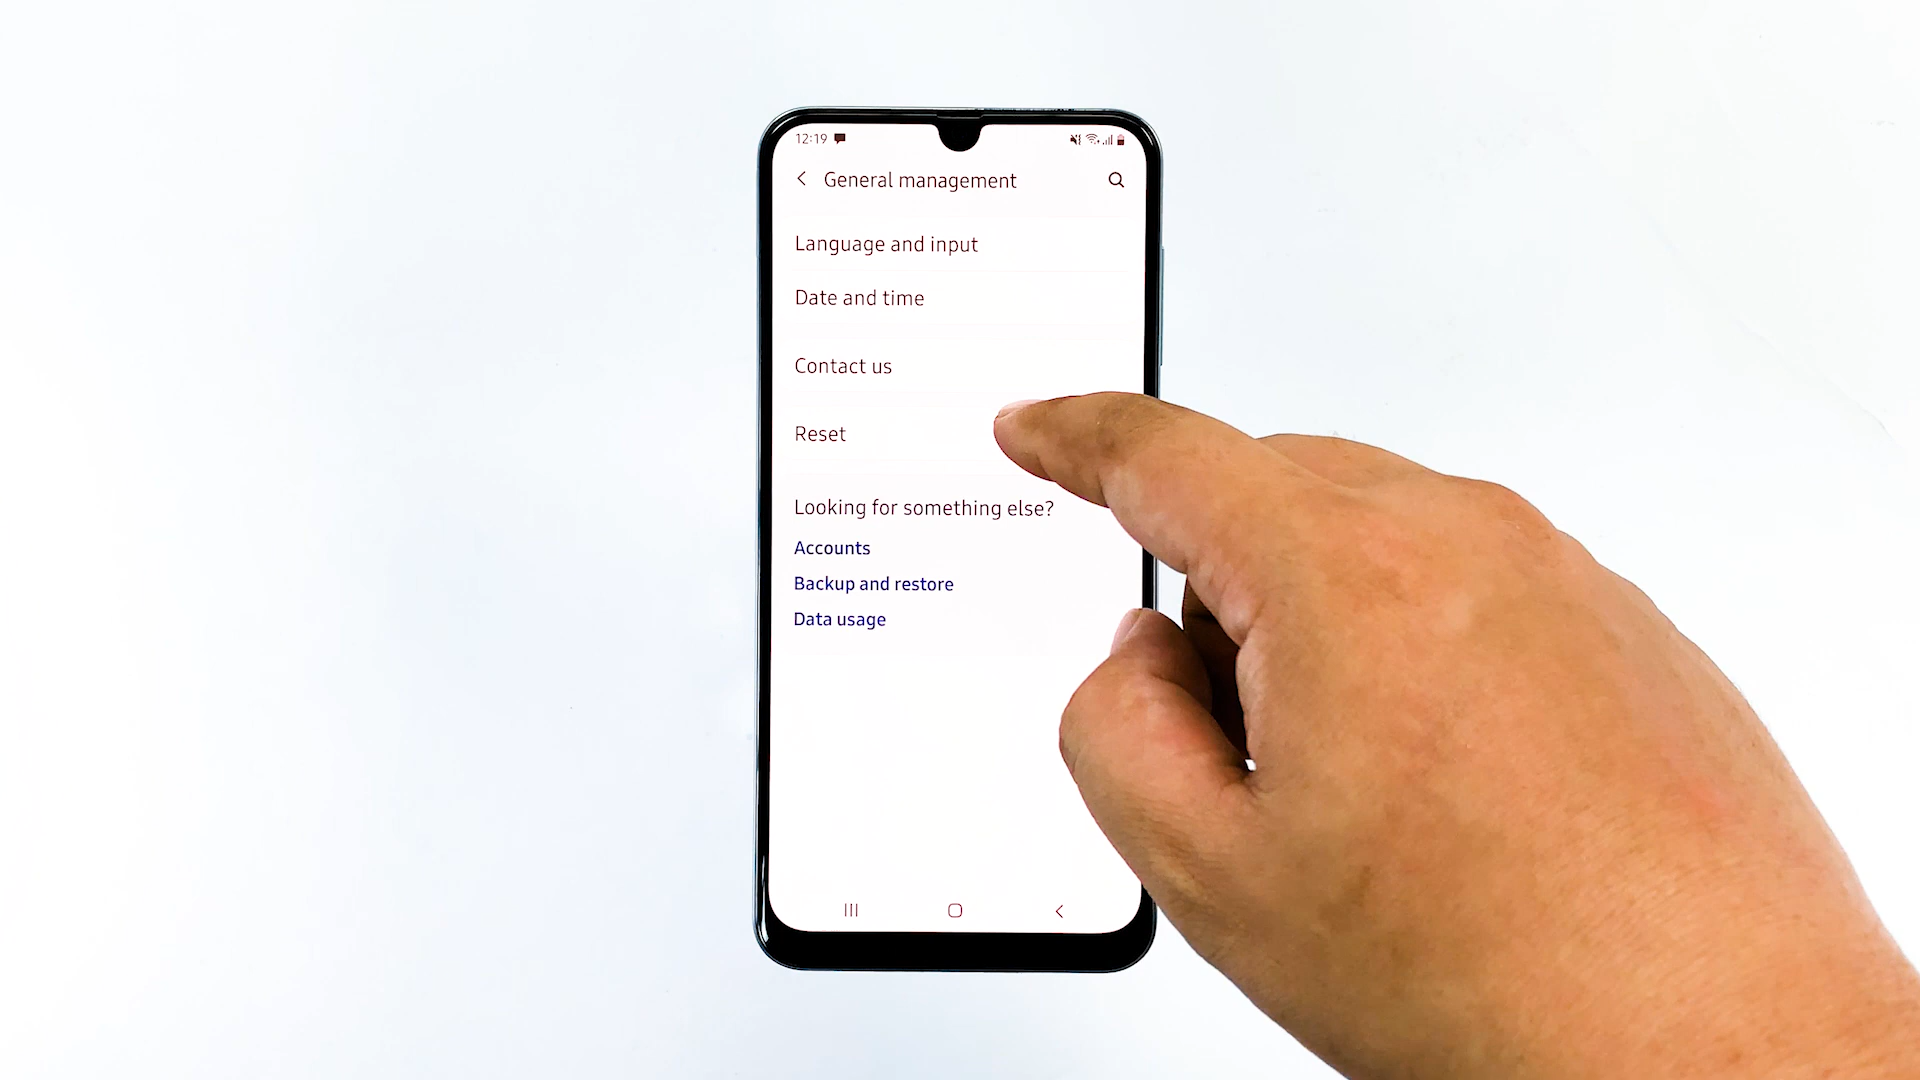 12:19
General management
Language and input
Date and time
Contact us
Reset
Looking for something else?
Accounts
Backup and restore
Data usage